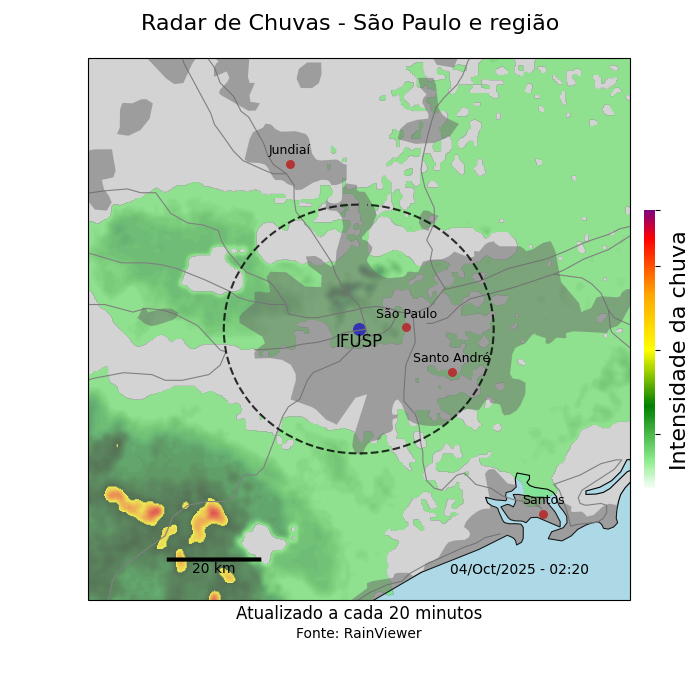 Radar de Chuvas - São Paulo e região
Jundiaí
São Paulo
IFUSP
Santo André
Santos
20 km
04/Oct/2025 - 02:20
Intensidade da chuva
Atualizado a cada 20 minutos
Fonte: RainViewer